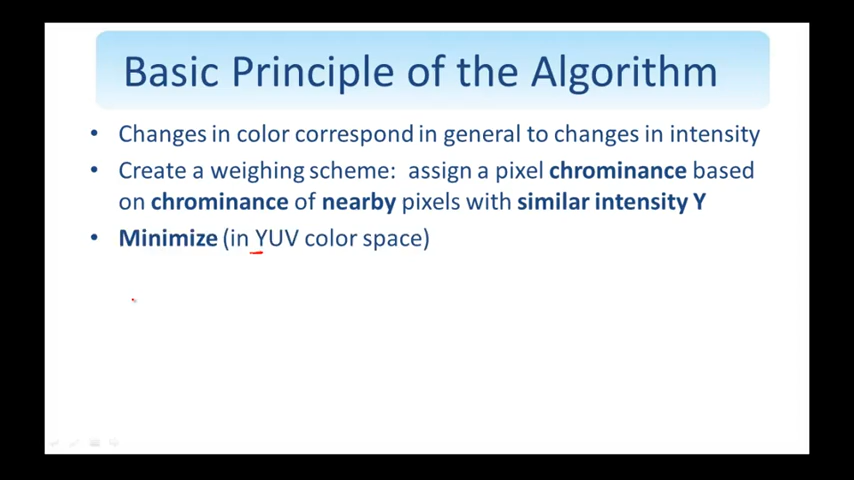 Basic Principle of the Algorithm
• Changes in color correspond in general to changes in intensity
• Create a weighing scheme: assign a pixel chrominance based
on chrominance of nearby pixels with similar intensity Y
• Minimize (in YUV color space)